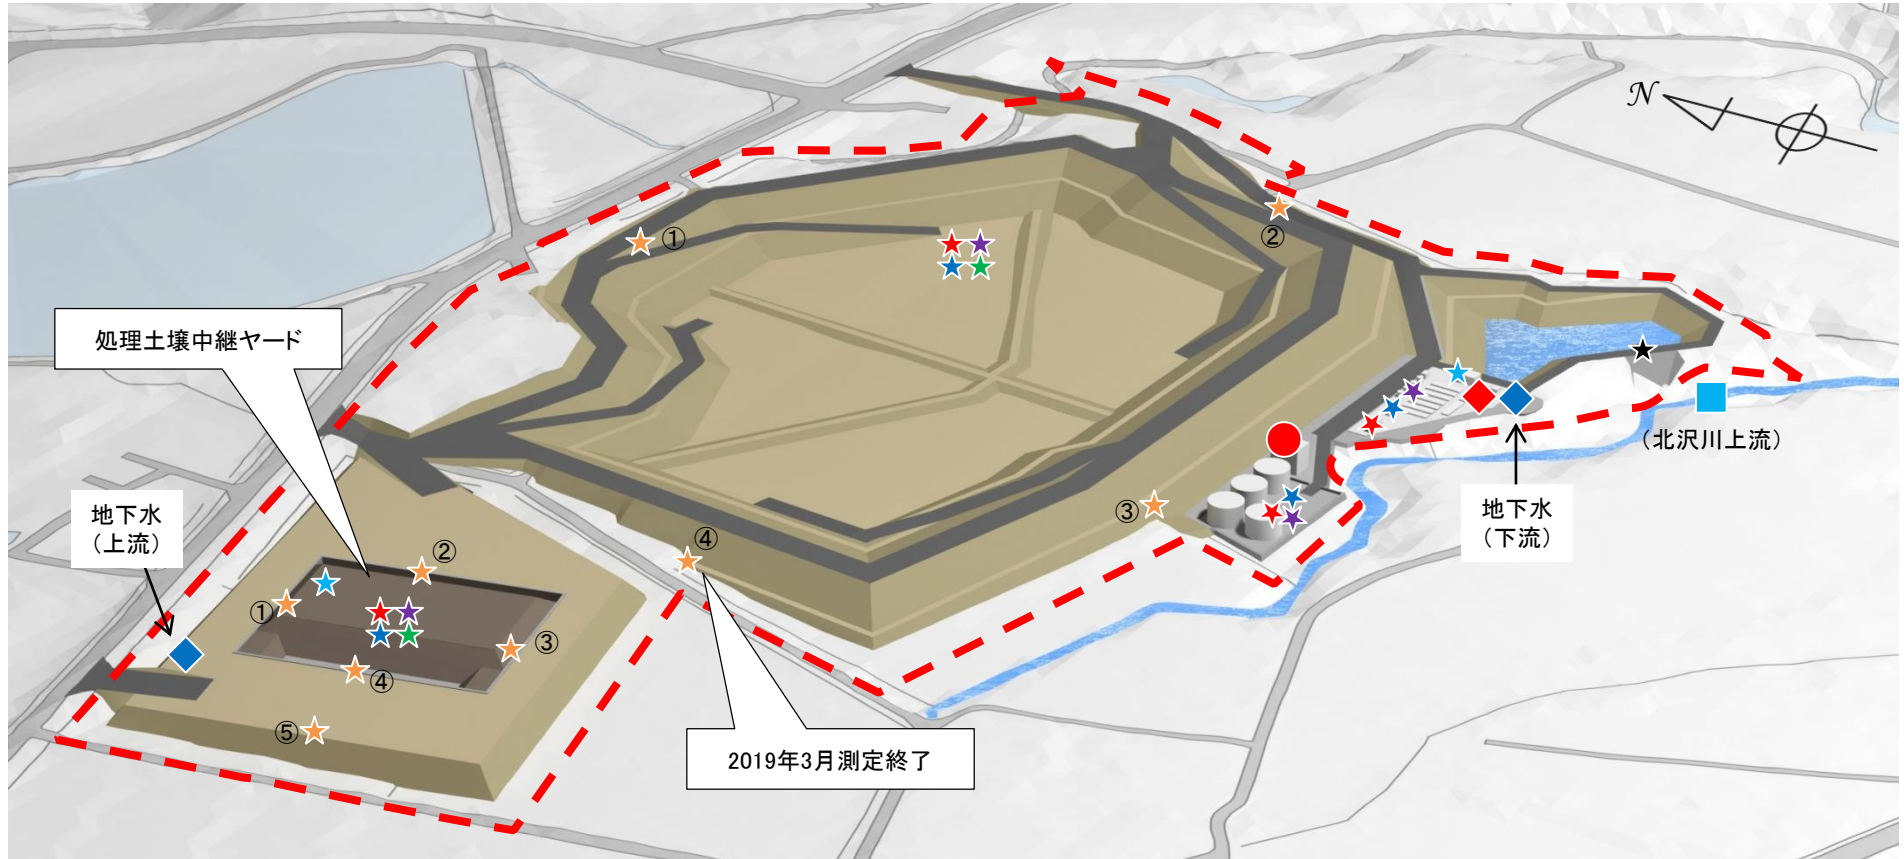 N
①
②
処理土壌中継ヤード
(北沢川上流)
地下水
(上流)
③
地下水
(下流)
④
②
①
③
④
⑤
2019年3月測定終了